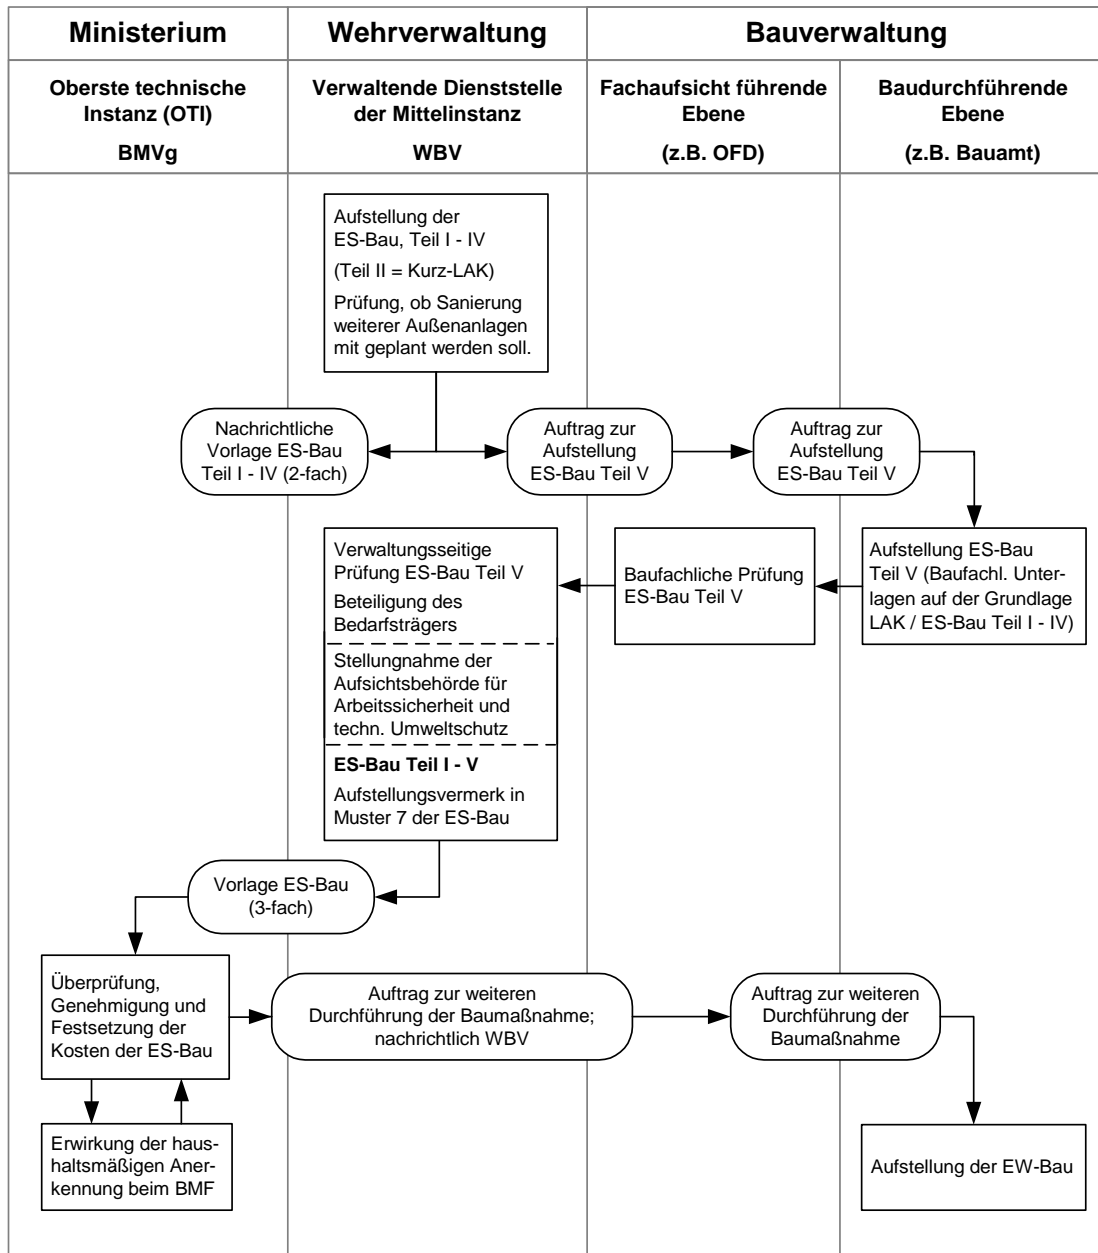 Ministerium
Wehrverwaltung
Bauverwaltung
Oberste technische
Instanz (OTI)
BMVg
Verwaltende Dienststelle
der Mittelinstanz
WBV
Fachaufsicht führende
Ebene
(z.B. OFD)
Baudurchführende
Ebene
(z.B. Bauamt)
Aufstellung der
ES-Bau, Teil I - IV
(Teil II = Kurz-LAK)
Prüfung, ob Sanierung
weiterer Außenanlagen
mit geplant werden soll.
Nachrichtliche
Vorlage ES-Bau
Teil I - IV (2-fach)
Auftrag zur
Aufstellung
ES-Bau Teil V
Auftrag zur
Aufstellung
ES-Bau Teil V
Verwaltungsseitige
Prüfung ES-Bau Teil V
Beteiligung des
Bedarfsträgers
Stellungnahme der
Aufsichtsbehörde für
Arbeitssicherheit und
techn. Umweltschutz
ES-Bau Teil I - V
Aufstellungsvermerk in
Muster 7 der ES-Bau
Baufachliche Prüfung
ES-Bau Teil V
Aufstellung ES-Bau
Teil V (Baufachl. Unter-
lagen auf der Grundlage
LAK / ES-Bau Teil I - IV)
Vorlage ES-Bau
(3-fach)
Überprüfung,
Genehmigung und
Festsetzung der
Kosten der ES-Bau
Auftrag zur weiteren
Durchführung der Baumaßnahme;
nachrichtlich WBV
Auftrag zur weiteren
Durchführung der
Baumaßnahme
Erwirkung der haus-
haltsmäßigen Aner-
kennung beim BMF
Aufstellung der EW-Bau